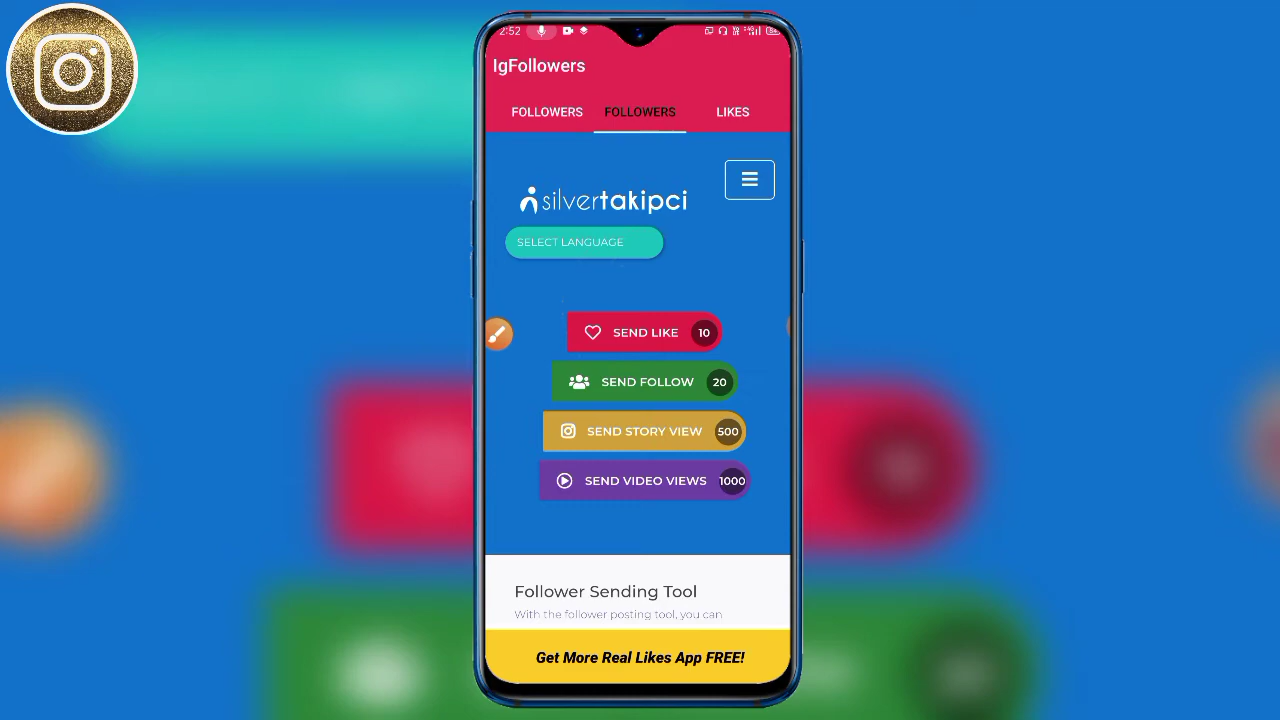 2:52
IgFollowers
FOLLOWERS FOLLOWERS LIKES
silvertakipci
SELECT LANGUAGE
SEND LIKE 10
SEND FOLLOW 20
SEND STORY VIEW 500
SEND VIDEO VIEWS 1000
Follower Sending Tool
With the follower posting tool, you can
Get More Real Likes App FREE!